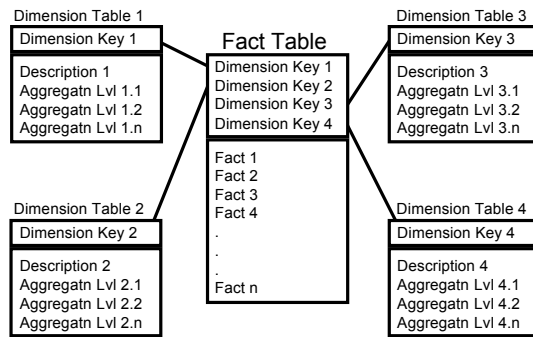 Dimension Table 1
Dimension Key 1
Description 1
Aggregatn Lvl 1.1
Aggregatn Lvl 1.2
Aggregatn Lvl 1.n
Dimension Table 2
Dimension Key 2
Description 2
Aggregatn Lvl 2.1
Aggregatn Lvl 2.2
Aggregatn Lvl 2.n
Fact Table
Dimension Key 1
Dimension Key 2
Dimension Key 3
Dimension Key 4
Fact 1
Fact 2
Fact 3
Fact 4
.
.
.
Fact n
Dimension Table 3
Dimension Key 3
Description 3
Aggregatn Lvl 3.1
Aggregatn Lvl 3.2
Aggregatn Lvl 3.n
Dimension Table 4
Dimension Key 4
Description 4
Aggregatn Lvl 4.1
Aggregatn Lvl 4.2
Aggregatn Lvl 4.n